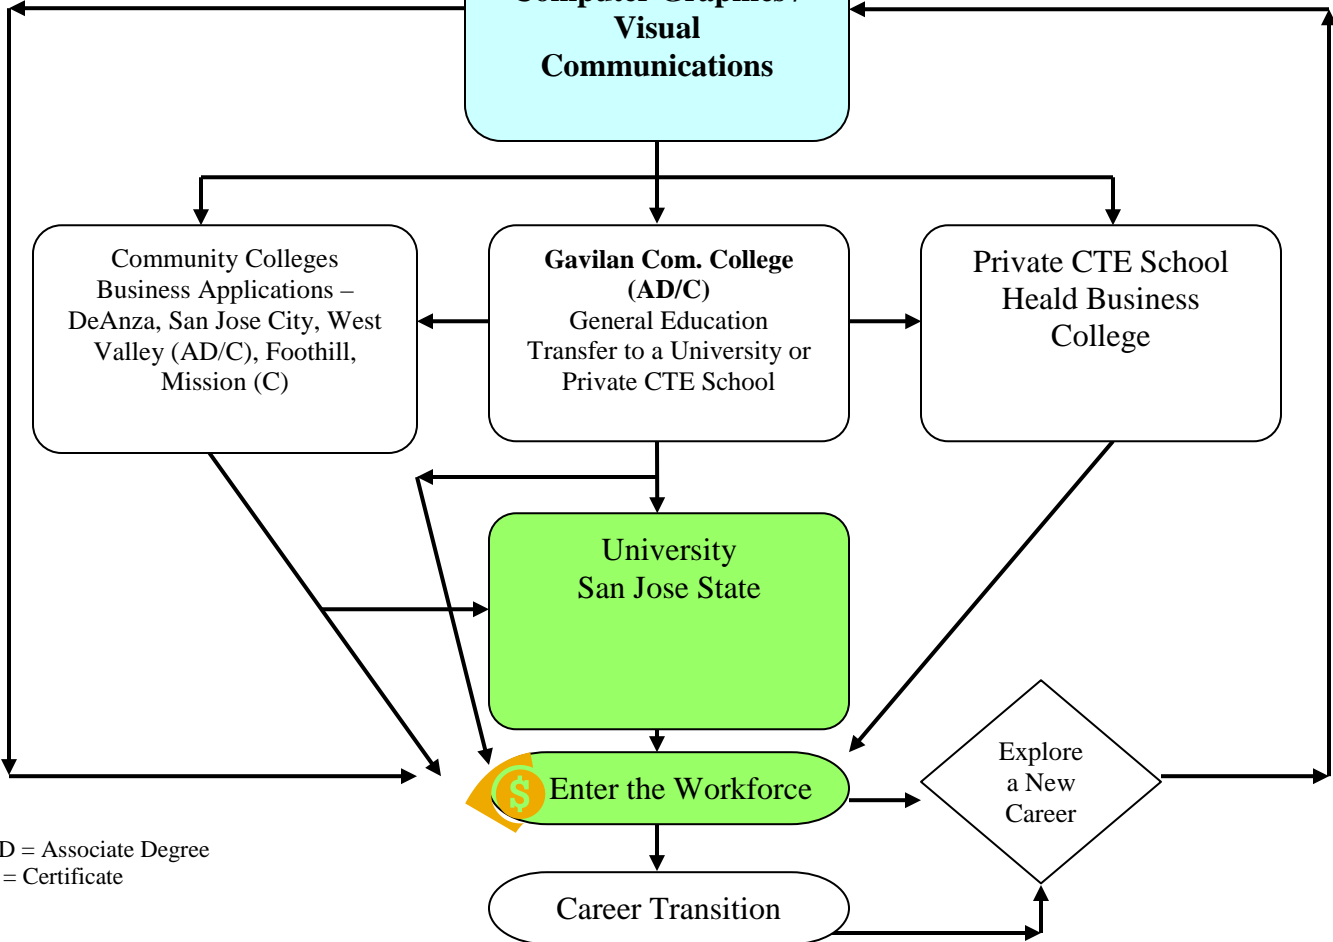 Computer Graphics /
Visual
Communications
Community Colleges
Business Applications –
DeAnza, San Jose City, West
Valley (AD/C), Foothill,
Mission (C)
Gavilan Com. College
(AD/C)
General Education
Transfer to a University or
Private CTE School
Private CTE School
Heald Business
College
University
San Jose State
Explore
a New
Career
$
Enter the Workforce
D = Associate Degree
= Certificate
Career Transition